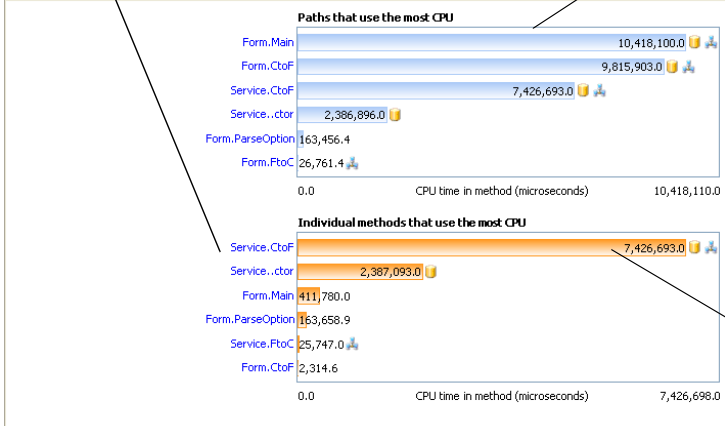 Paths that use the most CPU
Form.Main 10,418,100.0
Form.CtoF 9,815,903.0
Service.CtoF 7,426,693.0
Service..ctor 2,386,896.0
Form.ParseOption 163,456.4
Form.FtoC 26,761.4
0.0 CPU time in method (microseconds) 10,418,110.0
Individual methods that use the most CPU
Service.CtoF 7,426,693.0
Service..ctor 2,387,093.0
Form.Main 411,780.0
Form.ParseOption 163,658.9
Service.FtoC 25,747.0
Form.CtoF 2,314.6
0.0 CPU time in method (microseconds) 7,426,698.0